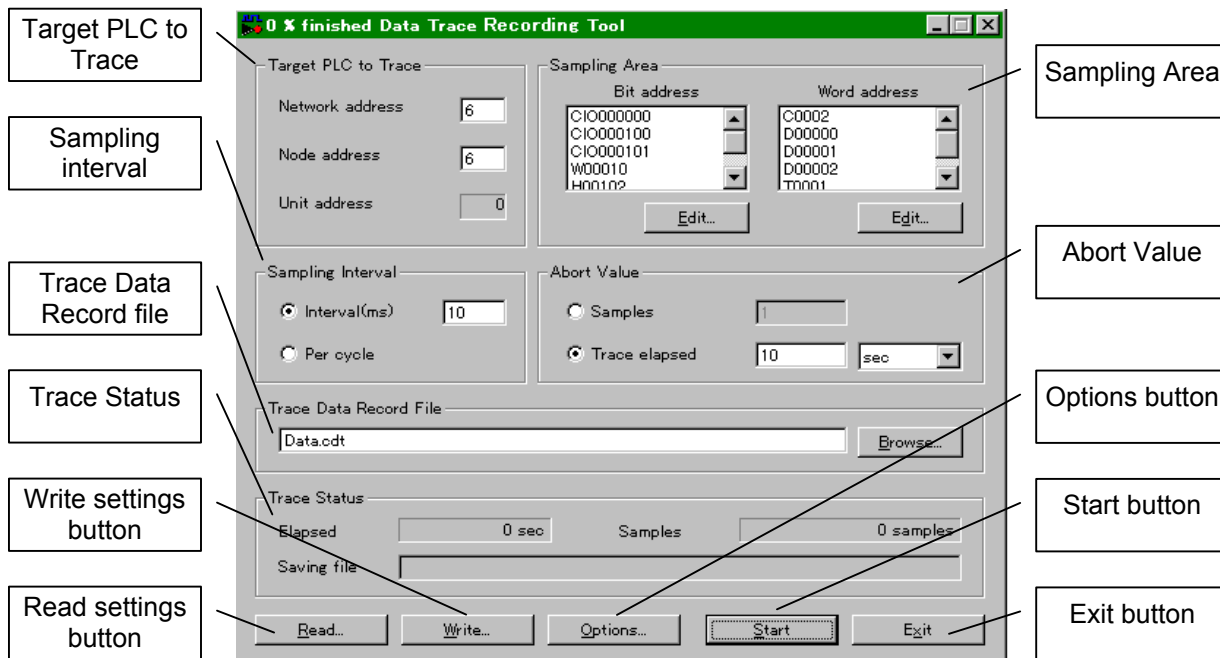 Target PLC to
Trace
Sampling
interval
Trace Data
Record file
Trace Status
Write settings
button
Read settings
button
0 % finished Data Trace Recording Tool
Target PLC to Trace
Network address 6
Node address 6
Unit address 0
Sampling Area
Bit address Word address
CIO000000 C0002
CIO000100 D00000
CIO000101 D00001
W00010 D00002
H00102 T0001
Edit... Edit...
Sampling Interval
Interval(ms) 10
Per cycle
Abort Value
Samples 1
Trace elapsed 10 sec
Trace Data Record File
Data.cdt Browse...
Trace Status
Elapsed 0 sec Samples 0 samples
Saving file
Read... Write... Options... Start Exit
Sampling Area
Abort Value
Options button
Start button
Exit button